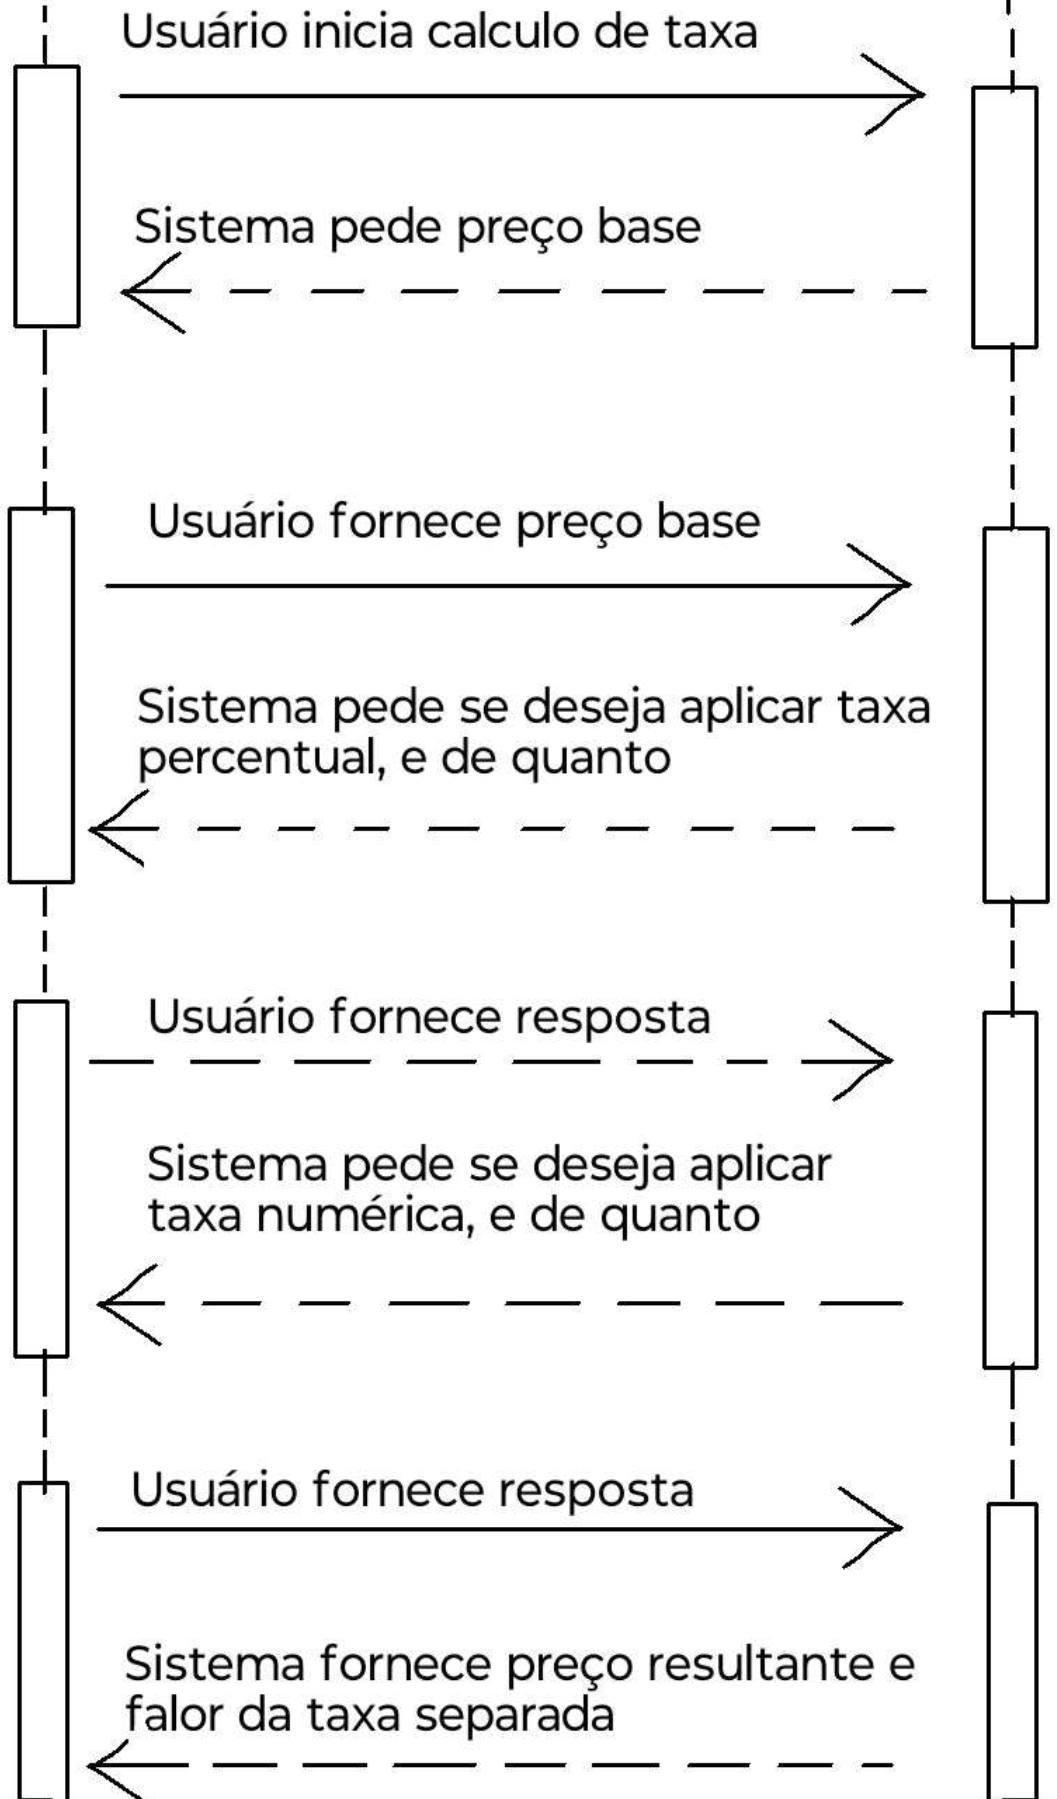 Usuário inicia calculo de taxa
Sistema pede preço base
Usuário fornece preço base
Sistema pede se deseja aplicar taxa
percentual, e de quanto
Usuário fornece resposta
Sistema pede se deseja aplicar
taxa numérica, e de quanto
Usuário fornece resposta
Sistema fornece preço resultante e
falor da taxa separada